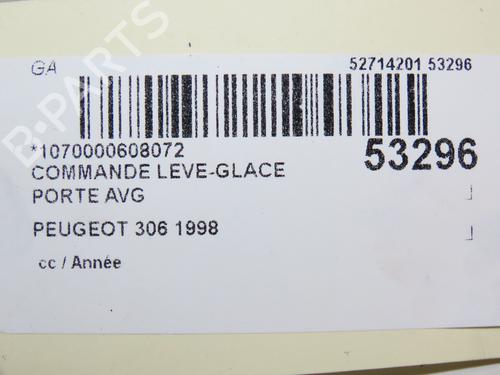 GA
52714201 53296
*1070000608072
53296
COMMANDE LEVE-GLACE
PORTE AVG
PEUGEOT 306 1998
cc / Année
B-PARTS